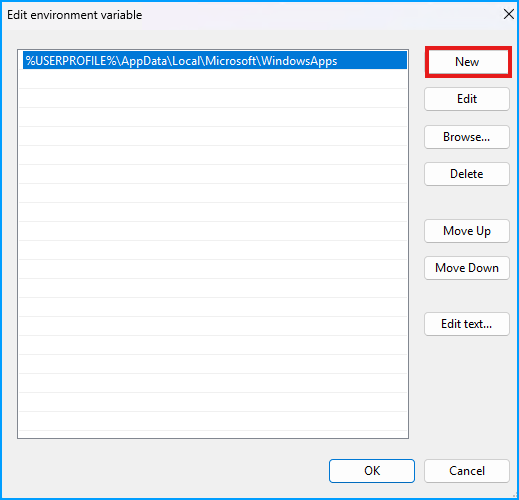 Edit environment variable
%USERPROFILE%\AppData\Local\Microsoft\WindowsApps
New
Edit
Browse...
Delete
Move Up
Move Down
Edit text...
OK
Cancel